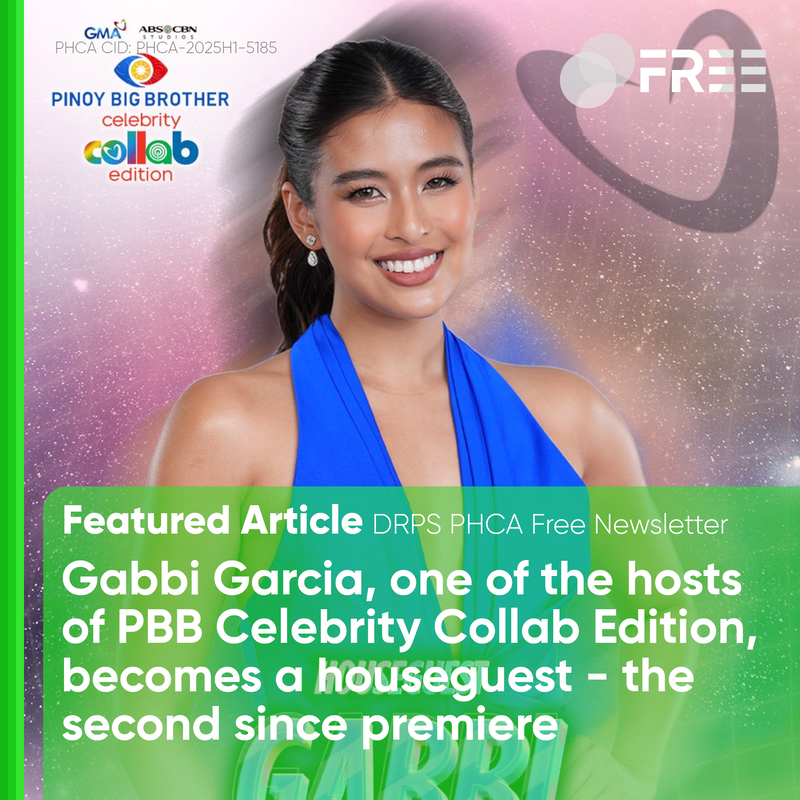 GMA ABS-CBN
STUDIOS
PHCA CID: PHCA-2025H1-5185
PINOY BIG BROTHER
celebrity
collab
edition
FREE
Featured Article DRPS PHCA Free Newsletter
Gabbi Garcia, one of the hosts
of PBB Celebrity Collab Edition,
becomes a houseguest - the
second since premiere
HOUSEGUEST
GABBI